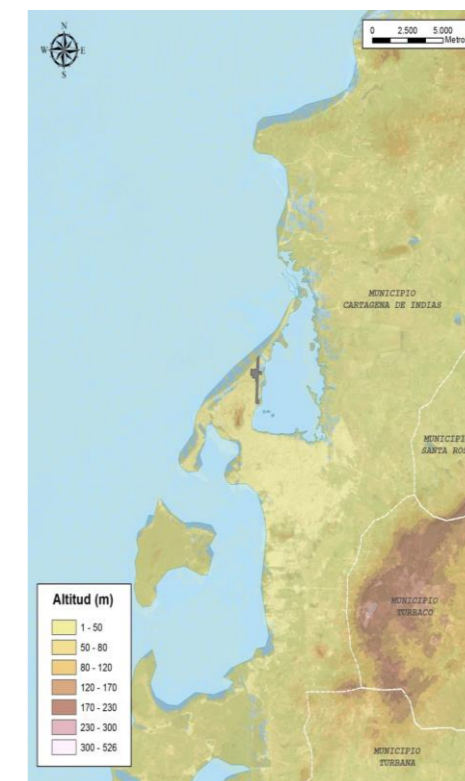 N
W E
S
0 2.500 5.000
Metro
MUNICIPIO
CARTAGENA DE INDIAS
MUNICIPI
SANTA ROS
MUNICIPIO
TURBACO
MUNICIPIO
TURBANA
Altitud (m)
1 - 50
50 - 80
80 - 120
120 - 170
170 - 230
230 - 300
300 - 526